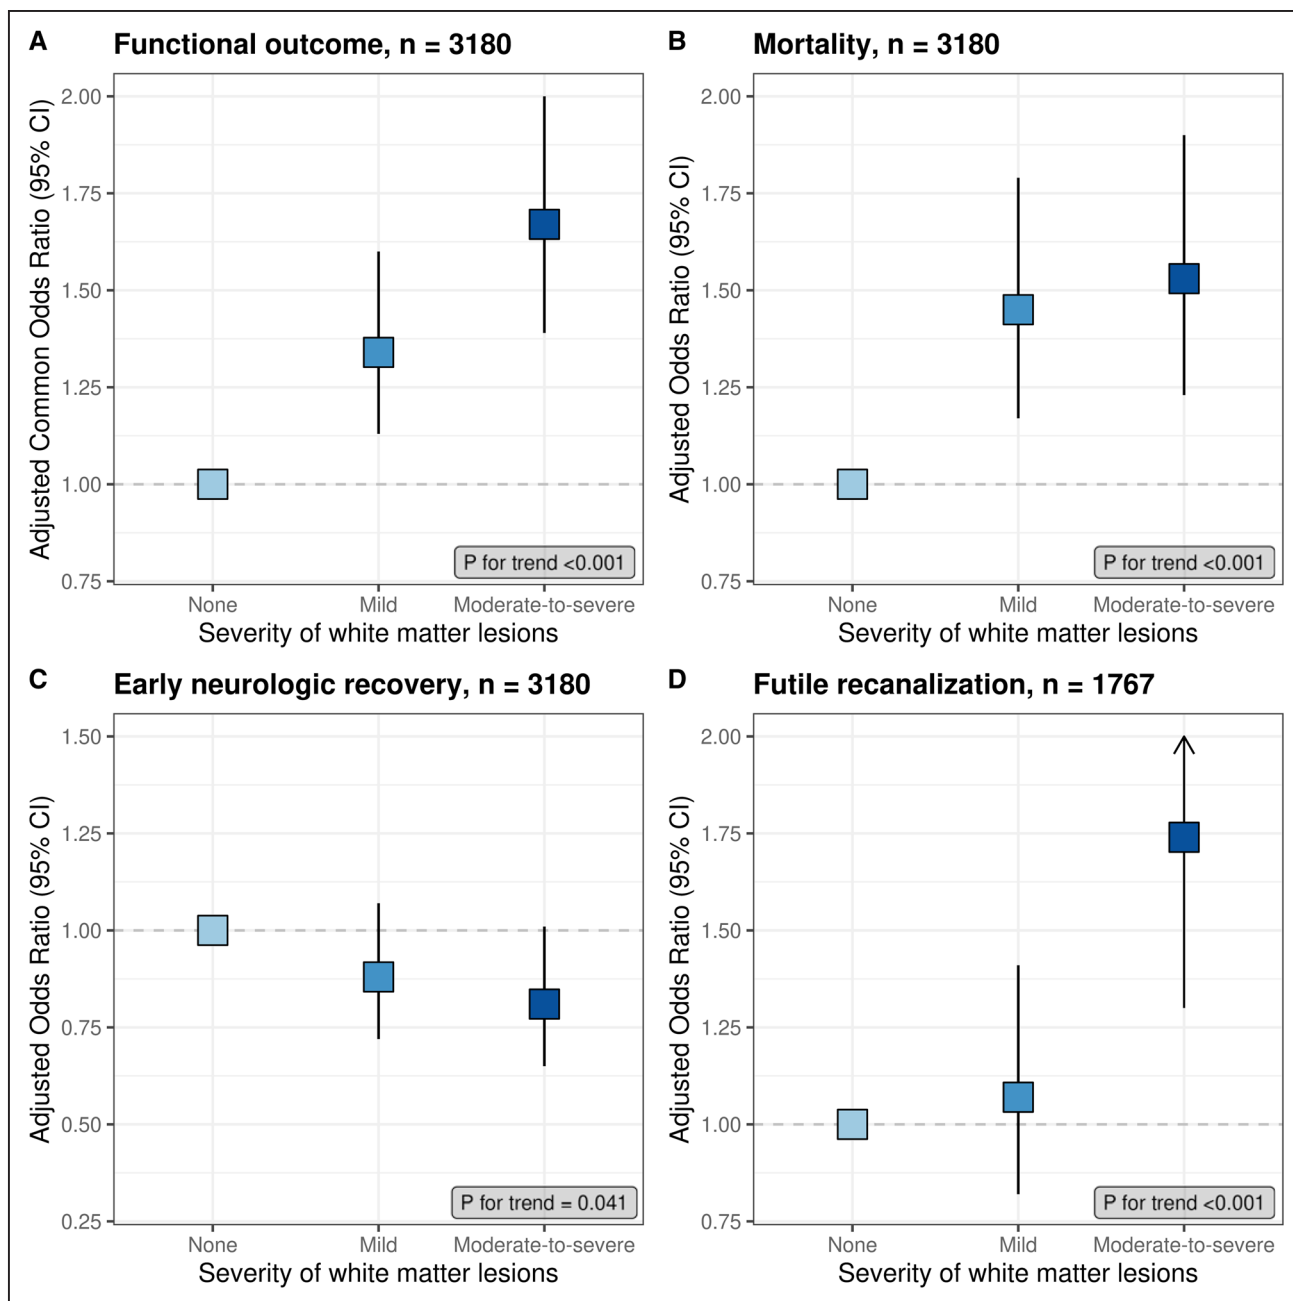 A Functional outcome, n = 3180
Adjusted Common Odds Ratio (95% CI)
2.00
1.75
1.50
1.25
1.00
0.75
P for trend <0.001
None Mild Moderate-to-severe
Severity of white matter lesions
B Mortality, n = 3180
Adjusted Odds Ratio (95% CI)
2.00
1.75
1.50
1.25
1.00
0.75
P for trend <0.001
None Mild Moderate-to-severe
Severity of white matter lesions
C Early neurologic recovery, n = 3180
Adjusted Odds Ratio (95% CI)
1.50
1.25
1.00
0.75
0.50
0.25
P for trend = 0.041
None Mild Moderate-to-severe
Severity of white matter lesions
D Futile recanalization, n = 1767
Adjusted Odds Ratio (95% CI)
2.00
1.75
1.50
1.25
1.00
0.75
P for trend <0.001
None Mild Moderate-to-severe
Severity of white matter lesions